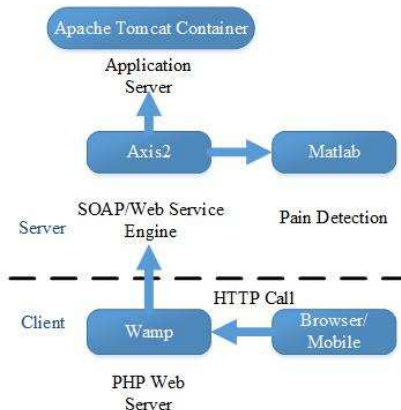 Apache Tomcat Container
Application
Server
Axis2
Matlab
SOAP/Web Service
Engine
Pain Detection
Server
Client
HTTP Call
Wamp
Browser/
Mobile
PHP Web
Server